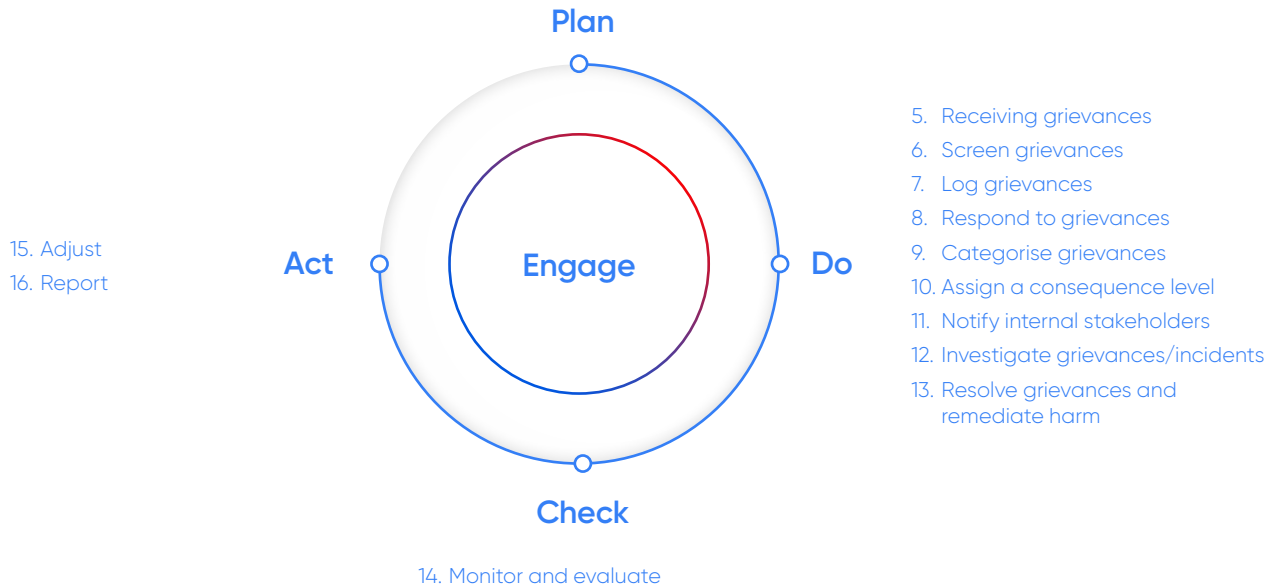 Plan
5. Receiving grievances
6. Screen grievances
7. Log grievances
8. Respond to grievances
9. Categorise grievances
10. Assign a consequence level
11. Notify internal stakeholders
12. Investigate grievances/incidents
13. Resolve grievances and
remediate harm
Do
Engage
Act
15. Adjust
16. Report
Check
14. Monitor and evaluate